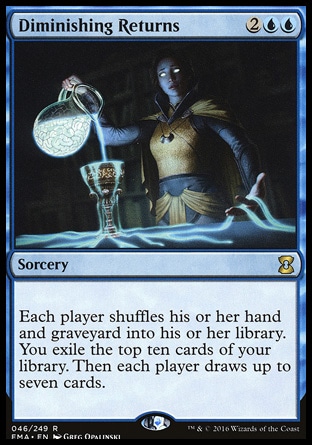 Diminishing Returns 2
Sorcery
Each player shuffles his or her hand
and graveyard into his or her library.
You exile the top ten cards of your
library. Then each player draws up to
seven cards.
046/249 R
EMA • EN Greg Opalinski
™ & © 2016 Wizards of the Coast